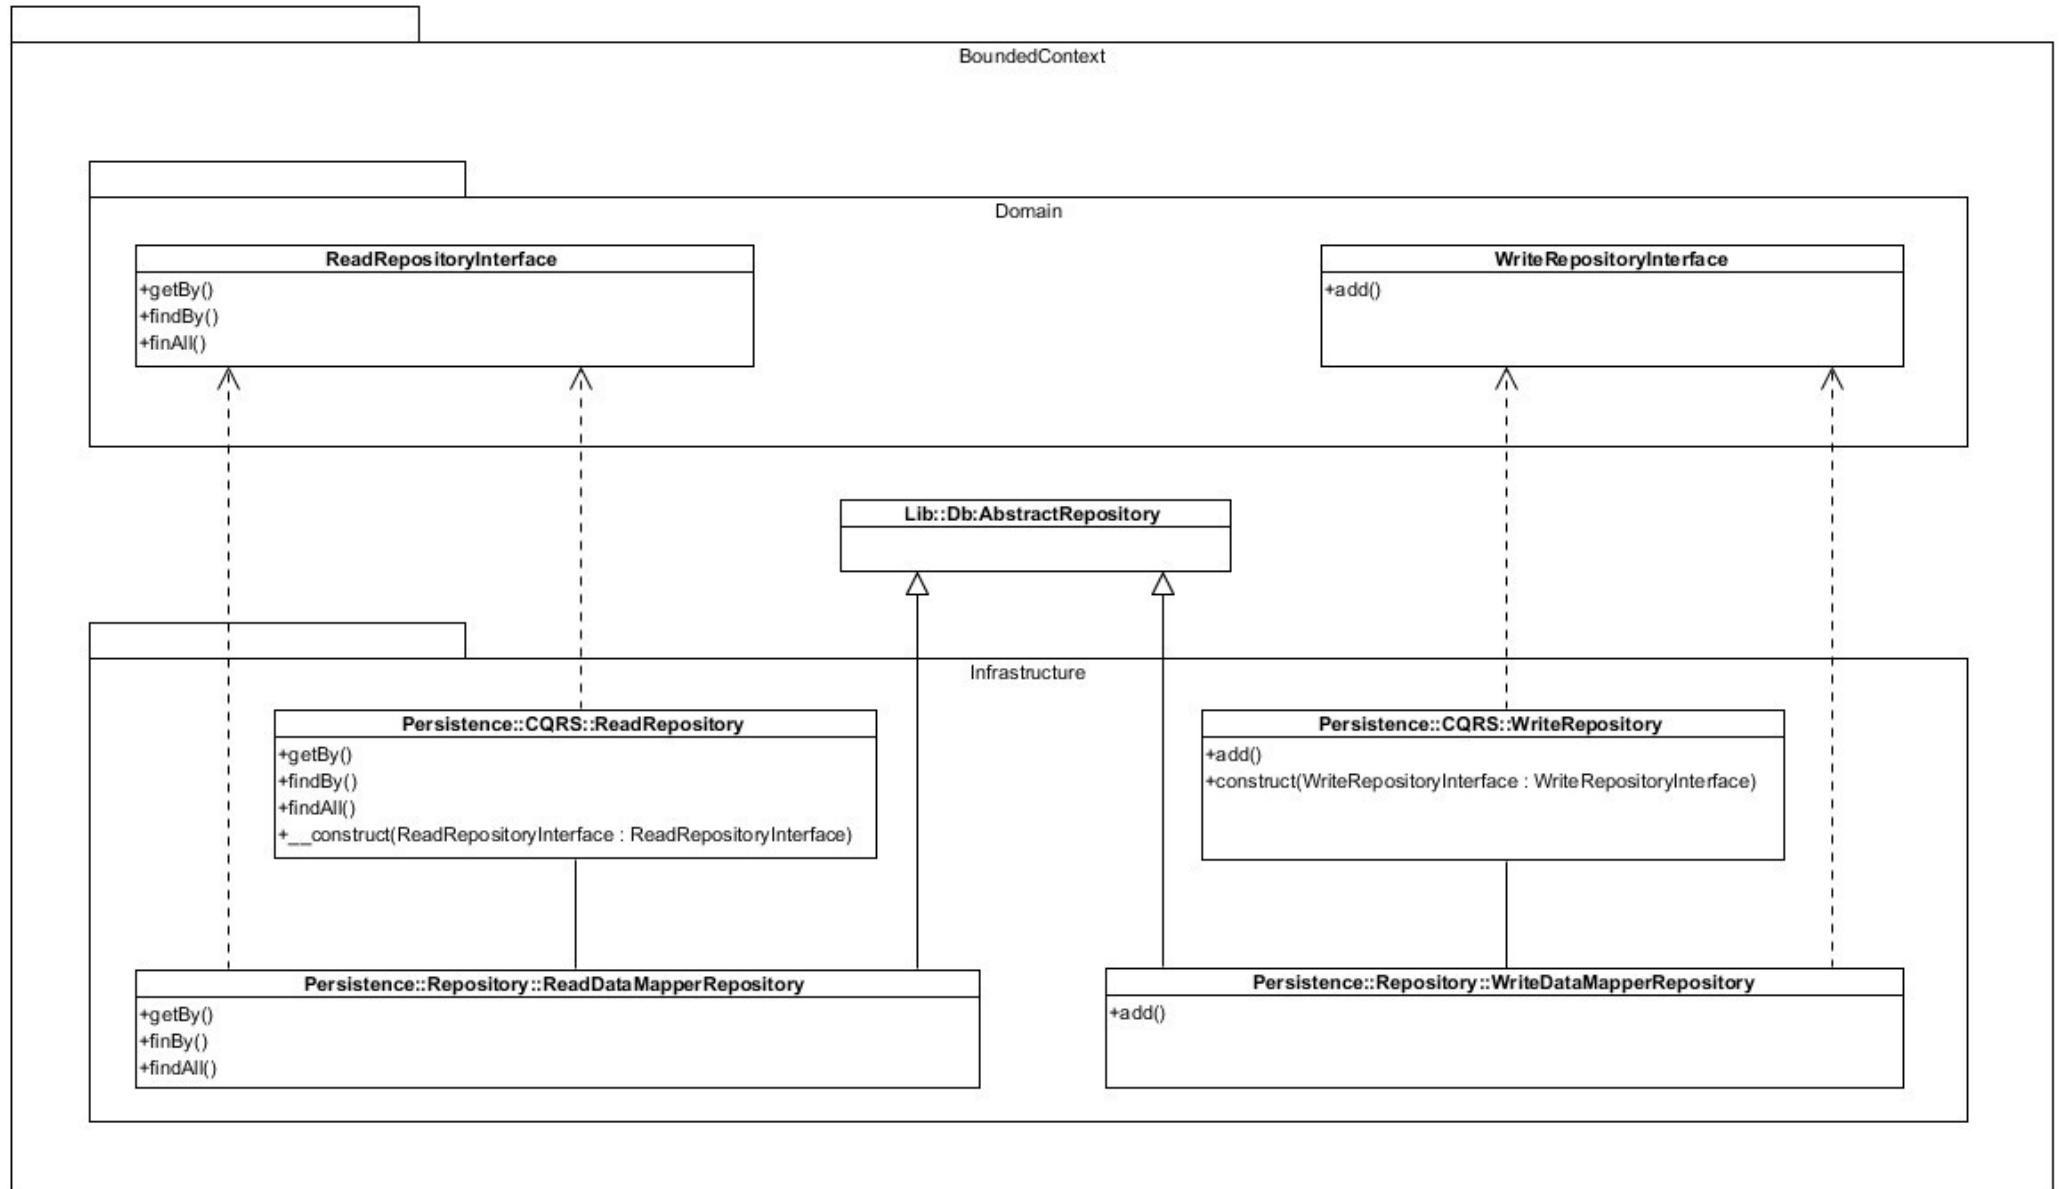 BoundedContext
Domain
ReadRepositoryInterface
+getBy()
+findBy()
+finAll()
WriteRepositoryInterface
+add()
Lib::Db:AbstractRepository
Infrastructure
Persistence::CQRS::ReadRepository
+getBy()
+findBy()
+findAll()
+__construct(ReadRepositoryInterface : ReadRepositoryInterface)
Persistence::CQRS::WriteRepository
+add()
+construct(WriteRepositoryInterface : WriteRepositoryInterface)
Persistence::Repository::ReadDataMapperRepository
+getBy()
+finBy()
+findAll()
Persistence::Repository::WriteDataMapperRepository
+add()